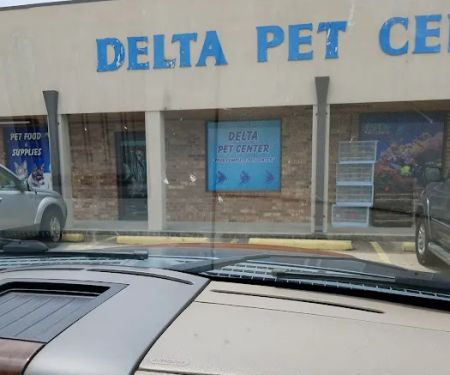 DELTA PET CE
PET FOOD
&
SUPPLIES
DELTA
PET CENTER